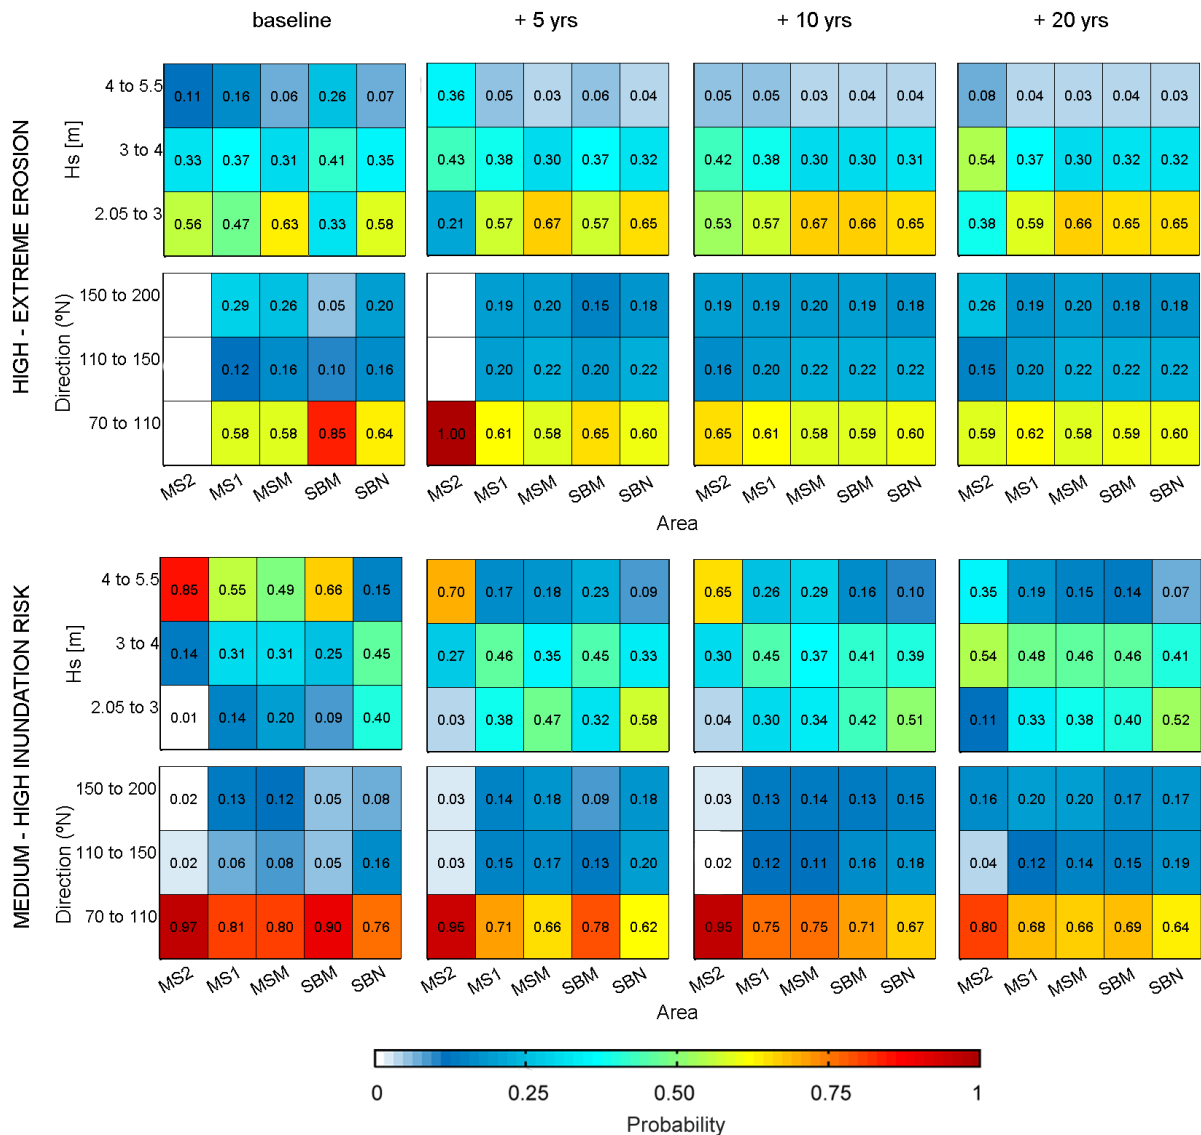 baseline + 5 yrs + 10 yrs + 20 yrs
HIGH - EXTREME EROSION
Hs [m]
4 to 5.5 0.11 0.16 0.06 0.26 0.07 0.36 0.05 0.03 0.06 0.04 0.05 0.05 0.03 0.04 0.04 0.08 0.04 0.03 0.04 0.03
3 to 4 0.33 0.37 0.31 0.41 0.35 0.43 0.38 0.30 0.37 0.32 0.42 0.38 0.30 0.30 0.31 0.54 0.37 0.30 0.32 0.32
2.05 to 3 0.56 0.47 0.63 0.33 0.58 0.21 0.57 0.67 0.57 0.65 0.53 0.57 0.67 0.66 0.65 0.38 0.59 0.66 0.65 0.65
Direction (ºN)
150 to 200 0.29 0.26 0.05 0.20 0.19 0.20 0.15 0.18 0.19 0.19 0.20 0.19 0.18 0.26 0.19 0.20 0.18 0.18
110 to 150 0.12 0.16 0.10 0.16 0.20 0.22 0.20 0.22 0.16 0.20 0.22 0.22 0.22 0.15 0.20 0.22 0.22 0.22
70 to 110 0.58 0.58 0.85 0.64 1.00 0.61 0.58 0.65 0.60 0.65 0.61 0.58 0.59 0.60 0.59 0.62 0.58 0.59 0.60
MS2 MS1 MSM SBM SBN MS2 MS1 MSM SBM SBN MS2 MS1 MSM SBM SBN MS2 MS1 MSM SBM SBN
Area
MEDIUM - HIGH INUNDATION RISK
Hs [m]
4 to 5.5 0.85 0.55 0.49 0.66 0.15 0.70 0.17 0.18 0.23 0.09 0.65 0.26 0.29 0.16 0.10 0.35 0.19 0.15 0.14 0.07
3 to 4 0.14 0.31 0.31 0.25 0.45 0.27 0.46 0.35 0.45 0.33 0.30 0.45 0.37 0.41 0.39 0.54 0.48 0.46 0.46 0.41
2.05 to 3 0.01 0.14 0.20 0.09 0.40 0.03 0.38 0.47 0.32 0.58 0.04 0.30 0.34 0.42 0.51 0.11 0.33 0.38 0.40 0.52
Direction (ºN)
150 to 200 0.02 0.13 0.12 0.05 0.08 0.03 0.14 0.18 0.09 0.18 0.03 0.13 0.14 0.13 0.15 0.16 0.20 0.20 0.17 0.17
110 to 150 0.02 0.06 0.08 0.05 0.16 0.03 0.15 0.17 0.13 0.20 0.02 0.12 0.11 0.16 0.18 0.04 0.12 0.14 0.15 0.19
70 to 110 0.97 0.81 0.80 0.90 0.76 0.95 0.71 0.66 0.78 0.62 0.95 0.75 0.75 0.71 0.67 0.80 0.68 0.66 0.69 0.64
MS2 MS1 MSM SBM SBN MS2 MS1 MSM SBM SBN MS2 MS1 MSM SBM SBN MS2 MS1 MSM SBM SBN
Area
0 0.25 0.50 0.75 1
Probability